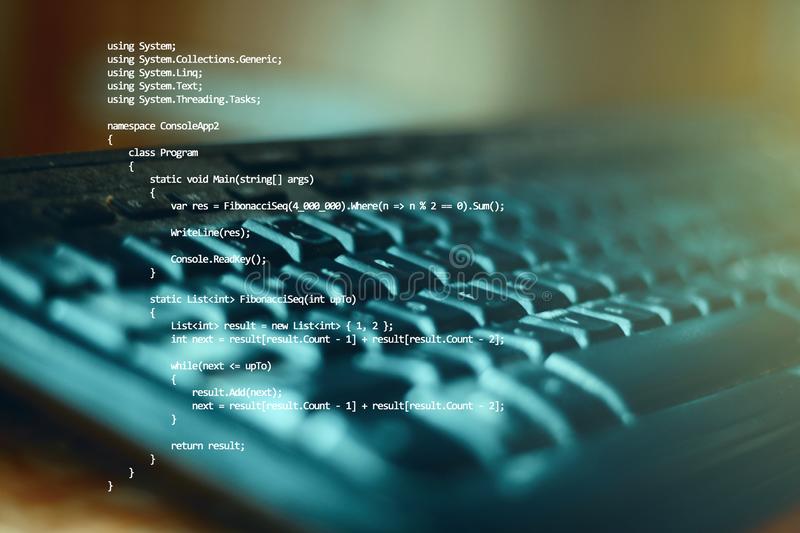 using System;
using System.Collections.Generic;
using System.Linq;
using System.Text;
using System.Threading.Tasks;
namespace ConsoleApp2
{
class Program
{
static void Main(string[] args)
{
var res = FibonacciSeq(4_000_000).Where(n => n % 2 == 0).Sum();
WriteLine(res);
Console.ReadKey();
}
static List<int> FibonacciSeq(int upTo)
{
List<int> result = new List<int> { 1, 2 };
int next = result[result.Count - 1] + result[result.Count - 2];
while(next <= upTo)
{
result.Add(next);
next = result[result.Count - 1] + result[result.Count - 2];
}
return result;
}
}
}
dreamstime